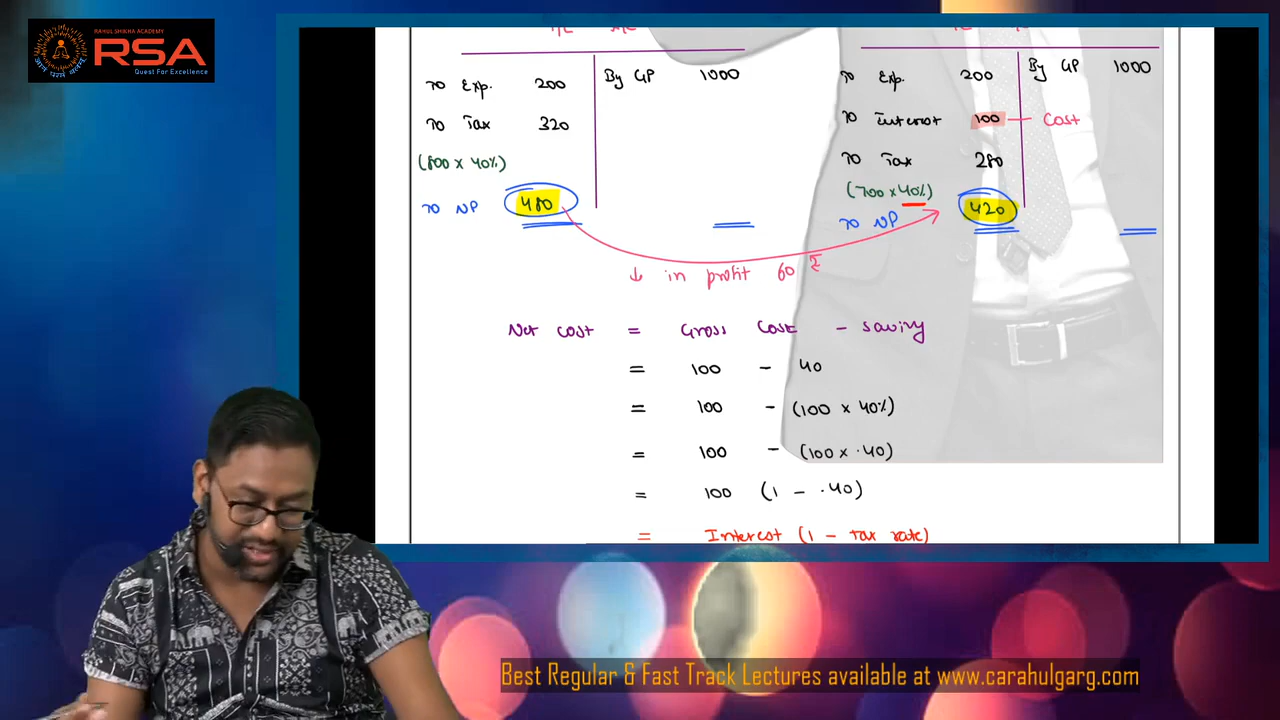 RAHUL SHIKHA ACADEMY
RSA
Quest For Excellence
To Exp. 200 By GP 1000
To Tax 320
(800 x 40%)
To NP 480
To Exp. 200 By GP 1000
To Interest 100 — Cost
To Tax 280
(700 x 40%)
To NP 420
↓ in profit 60 ₹
Net cost = Gross Cost - saving
= 100 - 40
= 100 - (100 x 40%)
= 100 - (100 x .40)
= 100 (1 - .40)
= Interest (1 - Tax rate)
Best Regular & Fast Track Lectures available at www.carahulgarg.com